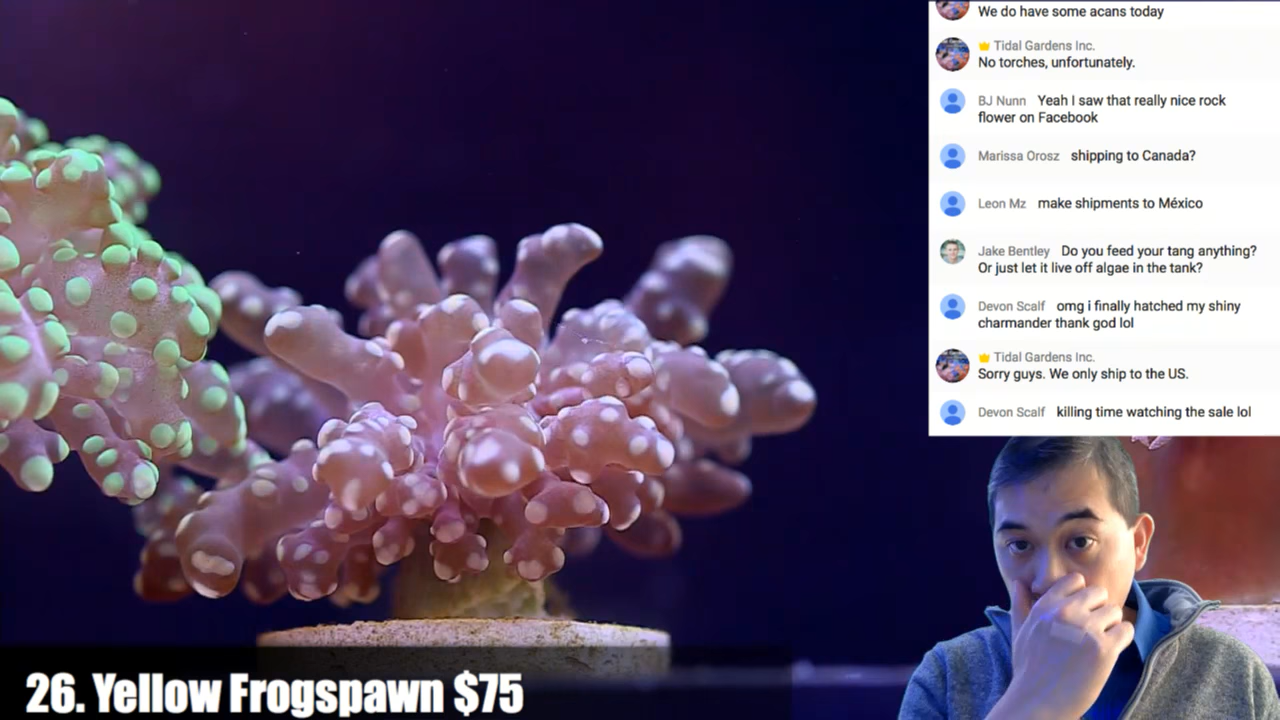 We do have some acans today
Tidal Gardens Inc.
No torches, unfortunately.
BJ Nunn Yeah I saw that really nice rock
flower on Facebook
Marissa Orosz shipping to Canada?
Leon Mz make shipments to México
Jake Bentley Do you feed your tang anything?
Or just let it live off algae in the tank?
Devon Scalf omg i finally hatched my shiny
charmander thank god lol
Tidal Gardens Inc.
Sorry guys. We only ship to the US.
Devon Scalf killing time watching the sale lol
26. Yellow Frogspawn $75